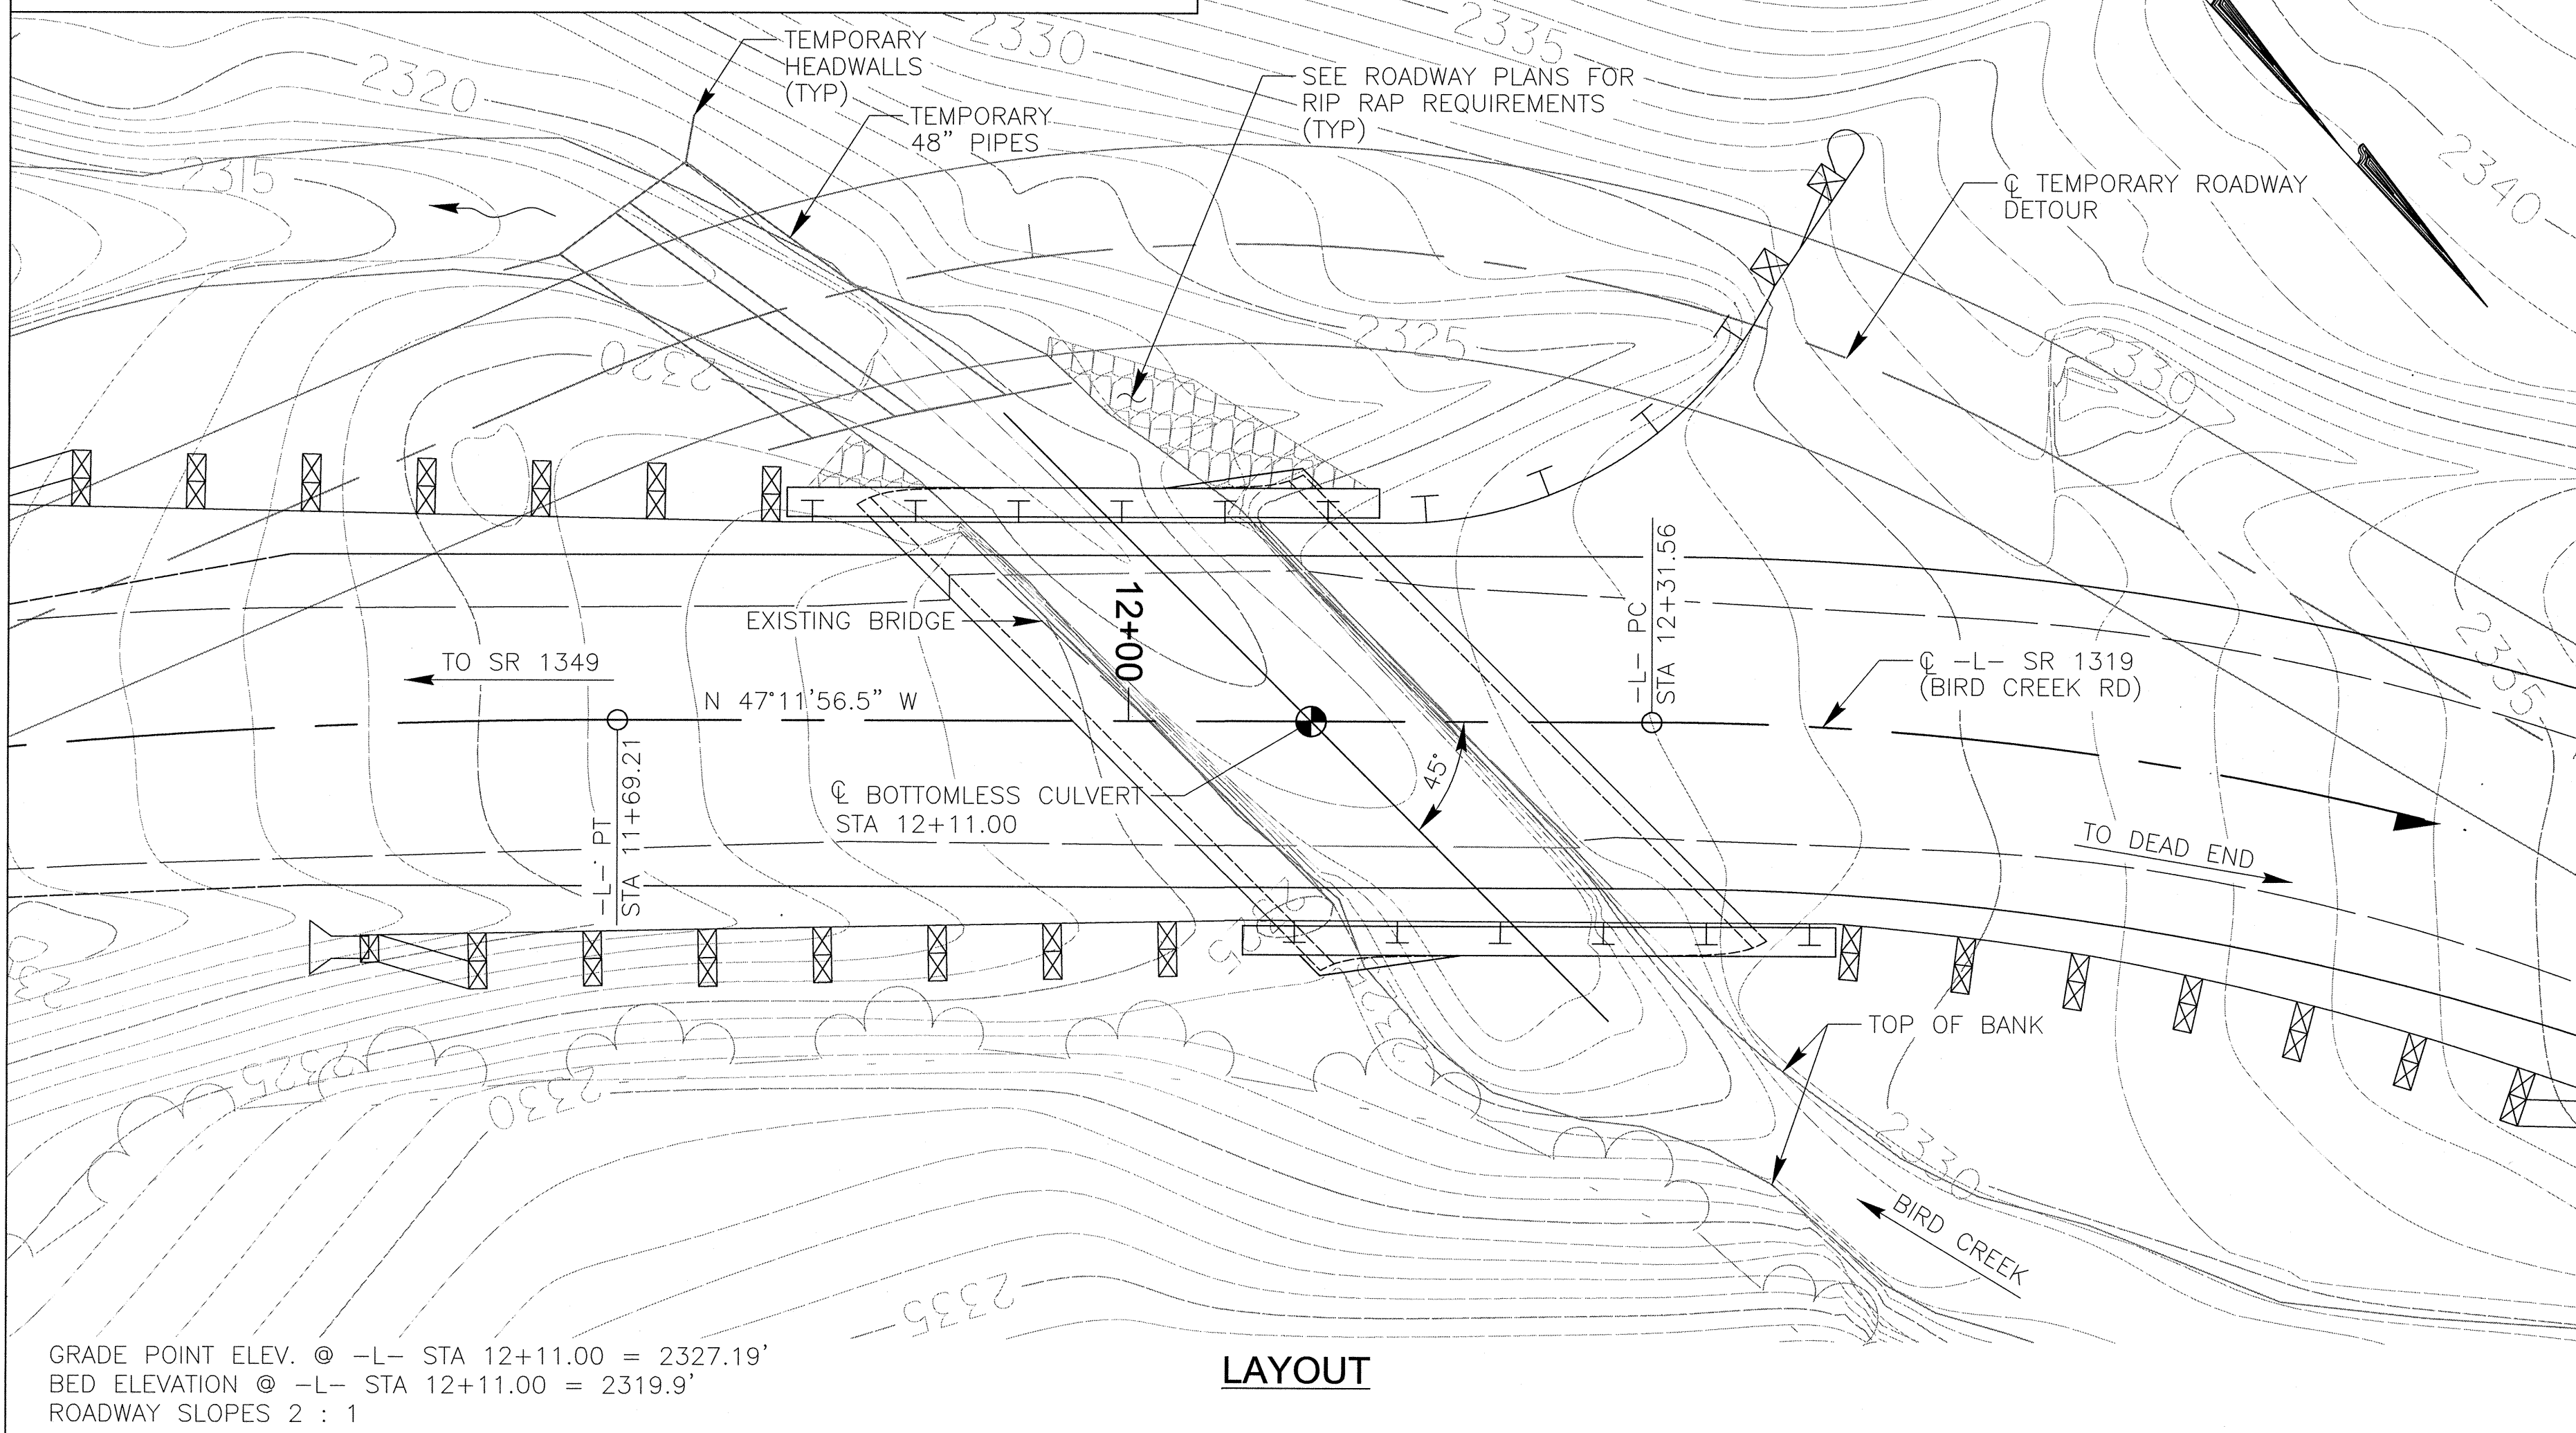 2330
2335
TEMPORARY
HEADWALLS
(TYP)
2320
SEE ROADWAY PLANS FOR
RIP RAP REQUIREMENTS
(TYP)
TEMPORARY
48" PIPES
2340
2315
℄ TEMPORARY ROADWAY
DETOUR
2325
2320
2330
12+00
-L- PC
STA 12+31.56
EXISTING BRIDGE
TO SR 1349
N 47°11'56.5" W
℄ -L- SR 1319
(BIRD CREEK RD)
2335
-L- PT
STA 11+69.21
45°
℄ BOTTOMLESS CULVERT
STA 12+11.00
TO DEAD END
2325
TOP OF BANK
2325
2330
2330
BIRD CREEK
2335
GRADE POINT ELEV. @ -L- STA 12+11.00 = 2327.19'
BED ELEVATION @ -L- STA 12+11.00 = 2319.9'
ROADWAY SLOPES 2 : 1
LAYOUT